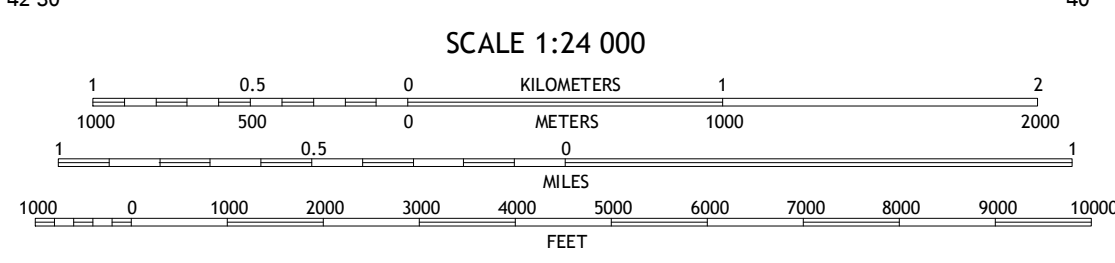 42'30"
40'
SCALE 1:24 000
1 0.5 0 KILOMETERS 1 2
1000 500 0 METERS 1000 2000
1 0.5 0 1
MILES
1000 0 1000 2000 3000 4000 5000 6000 7000 8000 9000 10000
FEET